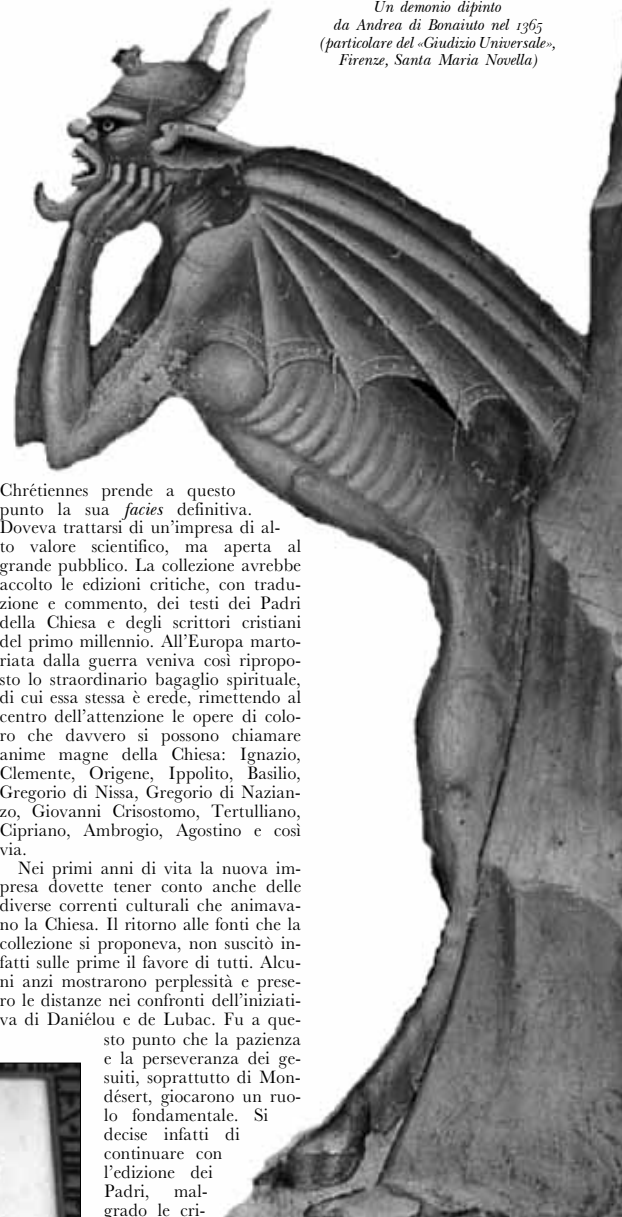 Un demonio dipinto
da Andrea di Bonaiuto nel 1365
(particolare del «Giudizio Universale»,
Firenze, Santa Maria Novella)
Chrétiennes prende a questo
punto la sua facies definitiva.
Doveva trattarsi di un'impresa di al-
to valore scientifico, ma aperta al
grande pubblico. La collezione avrebbe
accolto le edizioni critiche, con tradu-
zione e commento, dei testi dei Padri
della Chiesa e degli scrittori cristiani
del primo millennio. All'Europa marto-
riata dalla guerra veniva così ripropo-
sto lo straordinario bagaglio spirituale,
di cui essa stessa è erede, rimettendo al
centro dell'attenzione le opere di colo-
ro che davvero si possono chiamare
anime magne della Chiesa: Ignazio,
Clemente, Origene, Ippolito, Basilio,
Gregorio di Nissa, Gregorio di Nazian-
zo, Giovanni Crisostomo, Tertulliano,
Cipriano, Ambrogio, Agostino e così
via.
Nei primi anni di vita la nuova im-
presa dovette tener conto anche delle
diverse correnti culturali che animava-
no la Chiesa. Il ritorno alle fonti che la
collezione si proponeva, non suscitò in-
fatti sulle prime il favore di tutti. Alcu-
ni anzi mostrarono perplessità e prese-
ro le distanze nei confronti dell'iniziati-
va di Daniélou e de Lubac. Fu a que-
sto punto che la pazienza
e la perseveranza dei ge-
suiti, soprattutto di Mon-
désert, giocarono un ruo-
lo fondamentale. Si
decise infatti di
continuare con
l'edizione dei
Padri, mal-
grado le cri-